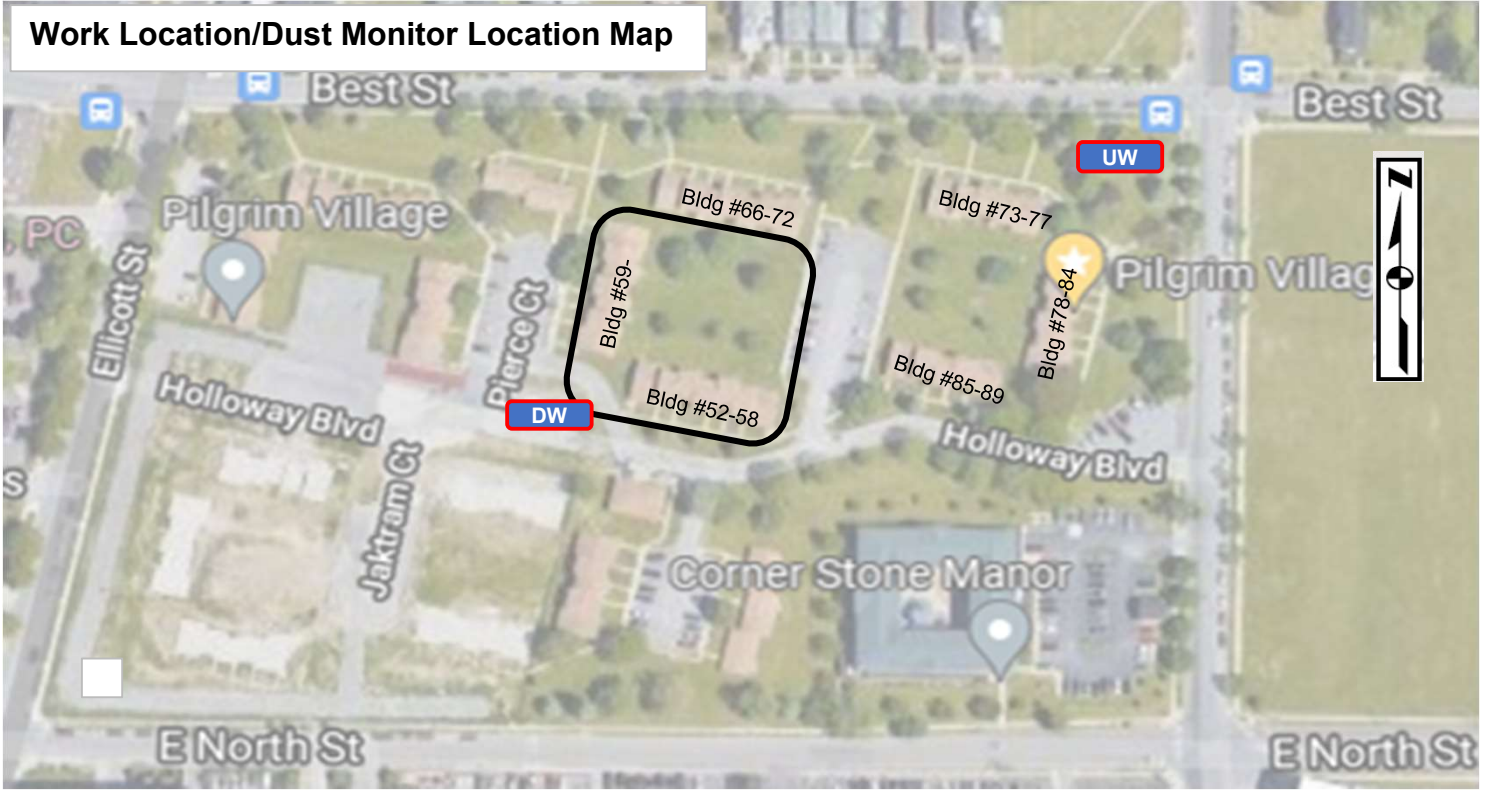 Work Location/Dust Monitor Location Map
Best St
Best St
UW
Pilgrim Village
Bldg #66-72
Bldg #73-77
PC
Ellicott St
Pierce Ct
Bldg #59-
Bldg #78-84
Pilgrim Villag
N
Bldg #85-89
Bldg #52-58
DW
Holloway Blvd
Holloway Blvd
S
Jaktram Ct
Corner Stone Manor
E North St
E North St